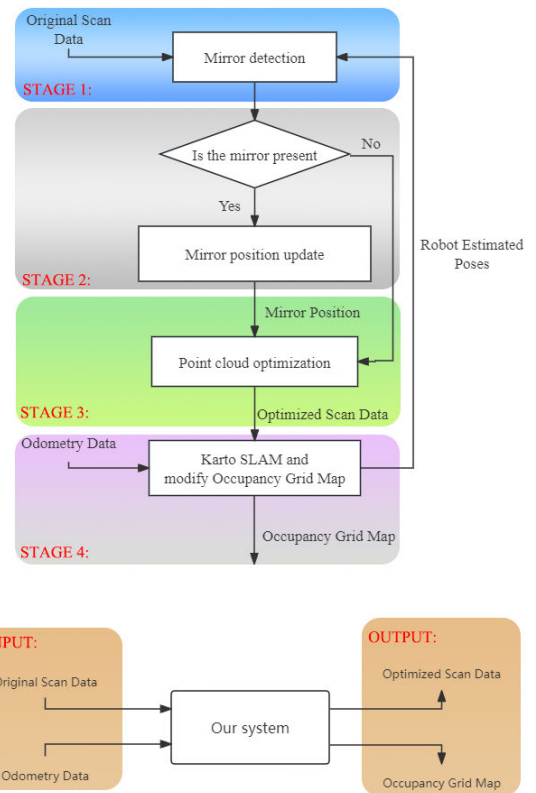 Original Scan
Data
Mirror detection
STAGE 1:
Is the mirror present
No
Yes
Mirror position update
Robot Estimated
Poses
STAGE 2:
Mirror Position
Point cloud optimization
STAGE 3:
Optimized Scan Data
Odometry Data
Karto SLAM and
modify Occupancy Grid Map
Occupancy Grid Map
STAGE 4:
NPUT:
Original Scan Data
Odometry Data
Our system
OUTPUT:
Optimized Scan Data
Occupancy Grid Map